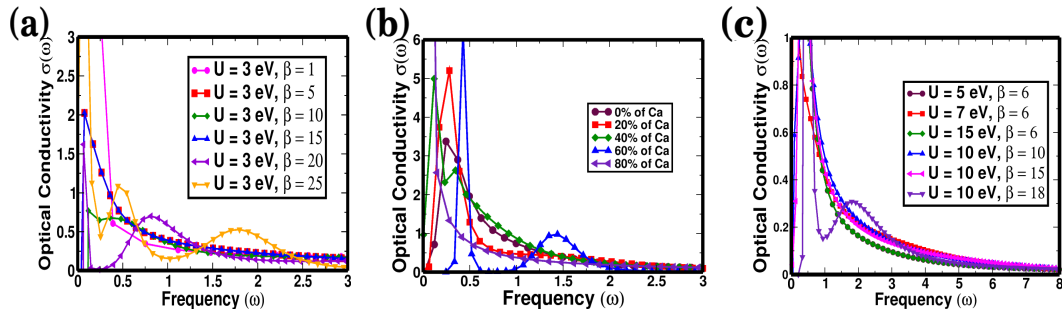 (a)
Optical Conductivity σ(ω)
3
2.5
2
1.5
1
0.5
0
U = 3 eV, β = 1
U = 3 eV, β = 5
U = 3 eV, β = 10
U = 3 eV, β = 15
U = 3 eV, β = 20
U = 3 eV, β = 25
0 0.5 1 1.5 2 2.5 3
Frequency (ω)
(b)
Optical Conductivity σ(ω)
6
5
4
3
2
1
0
0% of Ca
20% of Ca
40% of Ca
60% of Ca
80% of Ca
0 0.5 1 1.5 2 2.5 3
Frequency (ω)
(c)
Optical Conductivity σ(ω)
1
0.8
0.6
0.4
0.2
0
U = 5 eV, β = 6
U = 7 eV, β = 6
U = 15 eV, β = 6
U = 10 eV, β = 10
U = 10 eV, β = 15
U = 10 eV, β = 18
0 1 2 3 4 5 6 7 8
Frequency (ω)